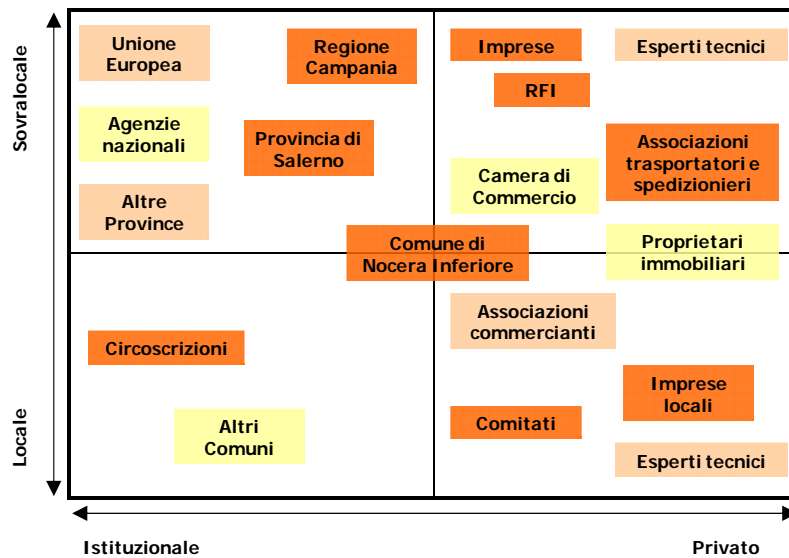 Sovralocale
Locale
Unione
Europea
Regione
Campania
Imprese
Esperti tecnici
RFI
Agenzie
nazionali
Provincia di
Salerno
Associazioni
trasportatori e
spedizionieri
Camera di
Commercio
Altre
Province
Comune di
Nocera Inferiore
Proprietari
immobiliari
Associazioni
commercianti
Circoscrizioni
Imprese
locali
Altri
Comuni
Comitati
Esperti tecnici
Istituzionale
Privato